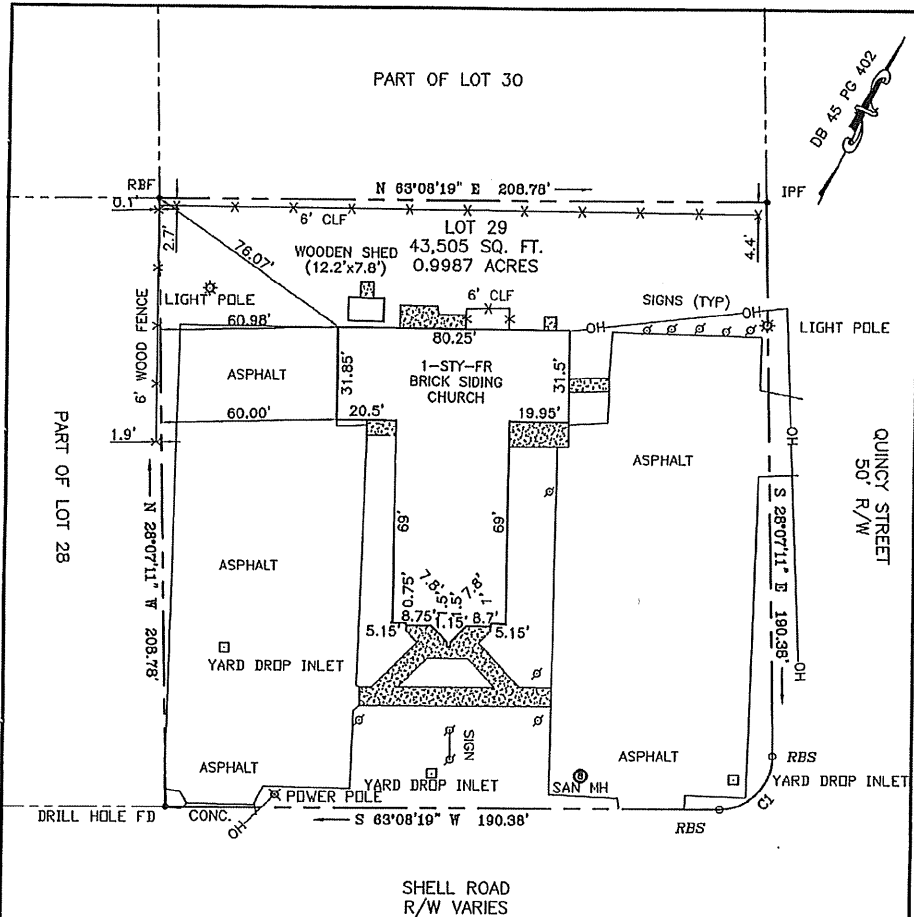 PART OF LOT 30
DB 45 PG 402
RBF
N 63°08'19" E 208.78'
IPF
0.1'
6' CLF
2.7'
76.07'
LOT 29
43,505 SQ. FT.
0.9987 ACRES
WOODEN SHED
(12.2'x7.8')
4.4'
6' CLF
SIGNS (TYP)
LIGHT POLE
OH
OH
LIGHT POLE
60.98'
80.25'
6' WOOD FENCE
ASPHALT
31.85'
1-STY-FR
BRICK SIDING
CHURCH
31.5'
60.00'
20.5'
19.95'
1.9'
PART OF LOT 28
N 28°07'11" W 208.78'
ASPHALT
OH
QUINCY STREET
50' R/W
S 28°07'11" E 190.38'
69'
69'
ASPHALT
0.75'
7.8'
1.5'
1.5'
7.8'
8.75'
1.15'
8.7'
5.15'
5.15'
YARD DROP INLET
OH
SIGN
ASPHALT
ASPHALT
RBS
YARD DROP INLET
SAN MH
YARD DROP INLET
POWER POLE
C1
DRILL HOLE FD
CONC.
OH
S 63°08'19" W 190.38'
RBS
SHELL ROAD
R/W VARIES